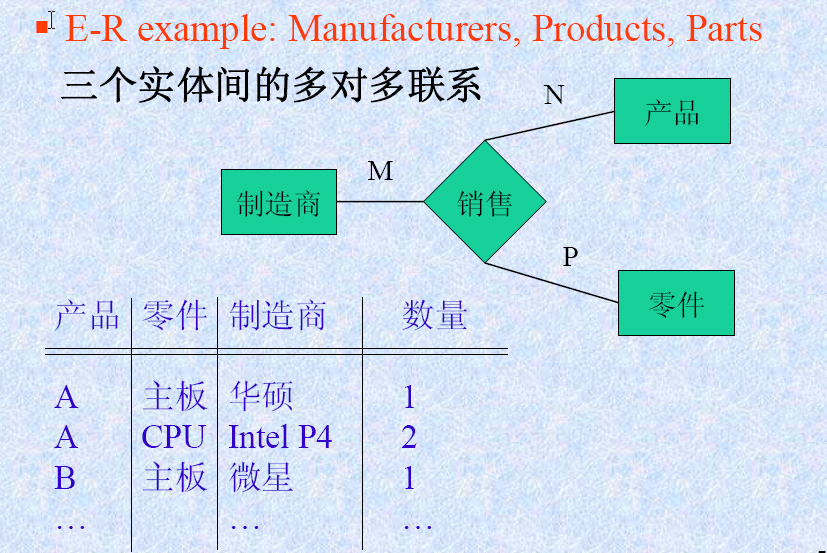 E-R example: Manufacturers, Products, Parts
三个实体间的多对多联系
N
产品
M
制造商
销售
P
零件
产品 零件 制造商 数量
A 主板 华硕 1
A CPU Intel P4 2
B 主板 微星 1
… … …